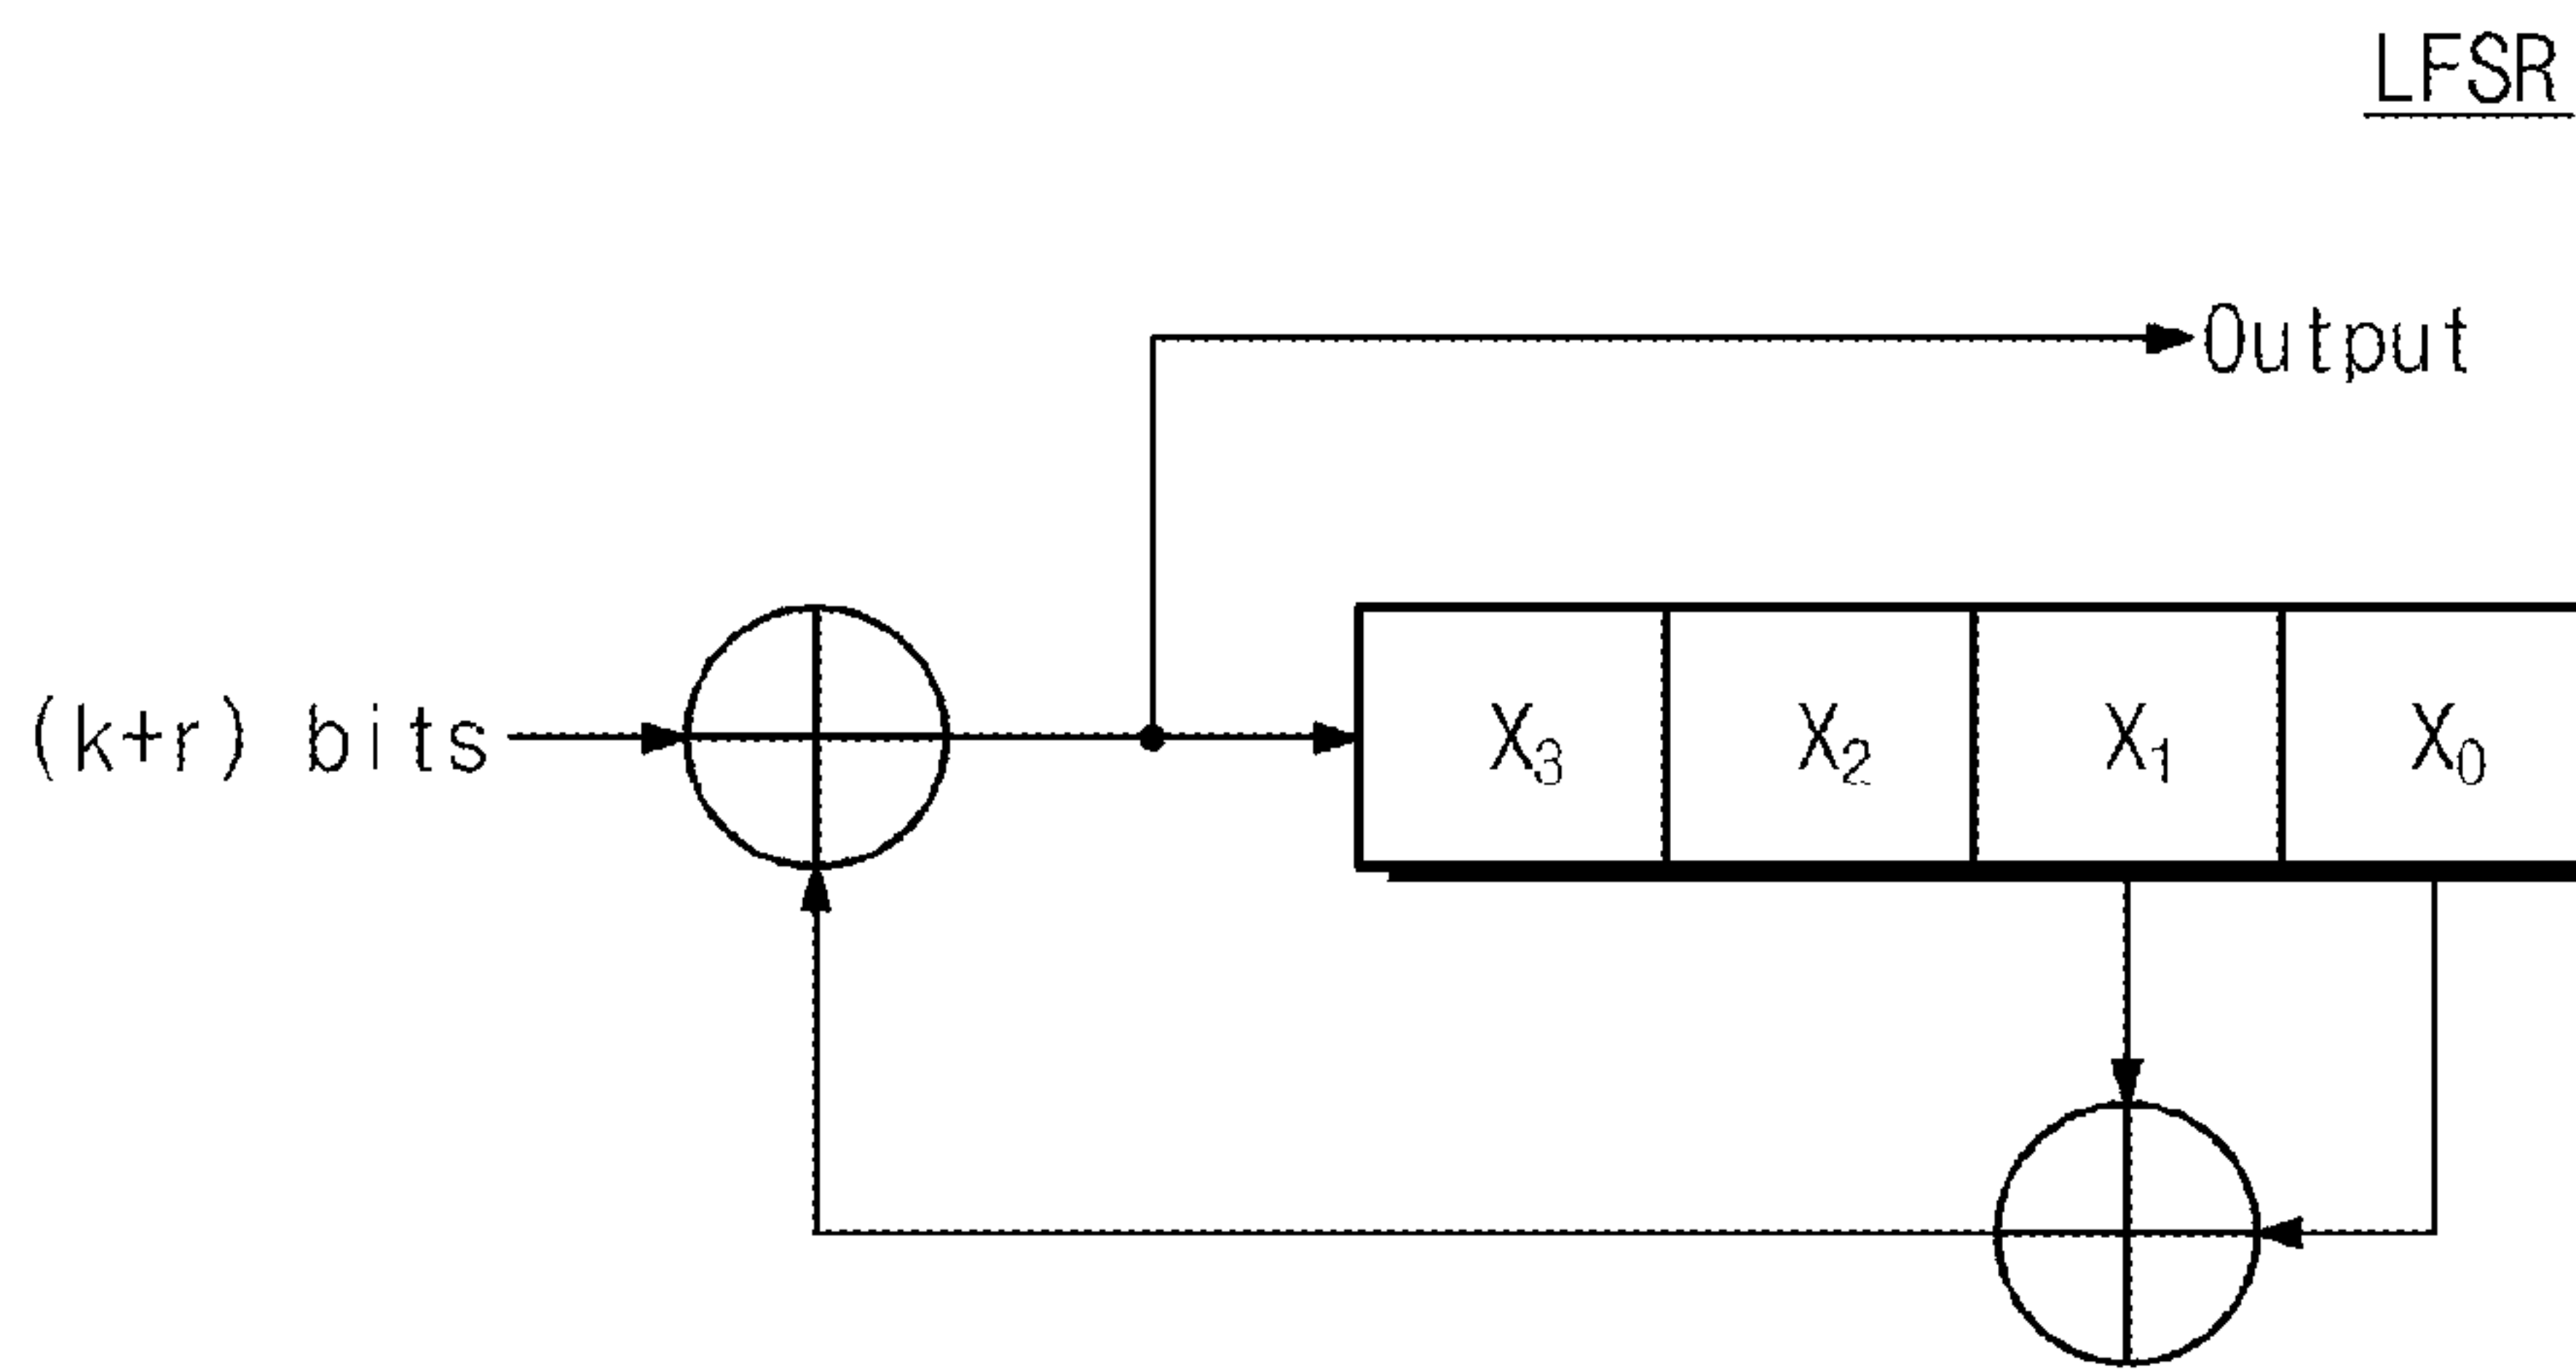 LFSR
Output
(k+r) bits
X₃
X₂
X₁
X₀